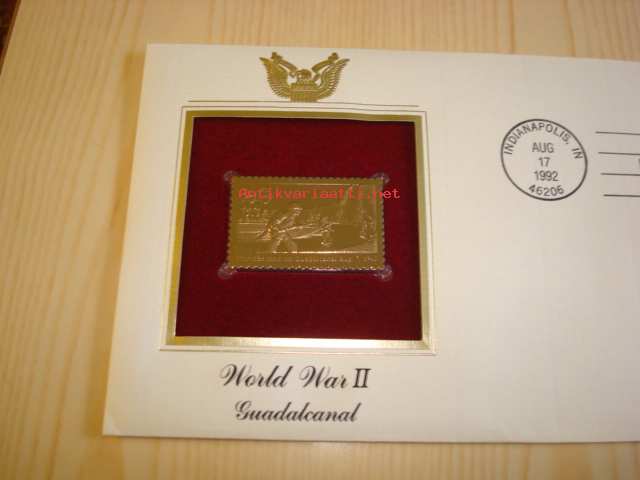 INDIANAPOLIS, IN
AUG
17
1992
46206
Antikvariaatti.net
World War II
Guadalcanal